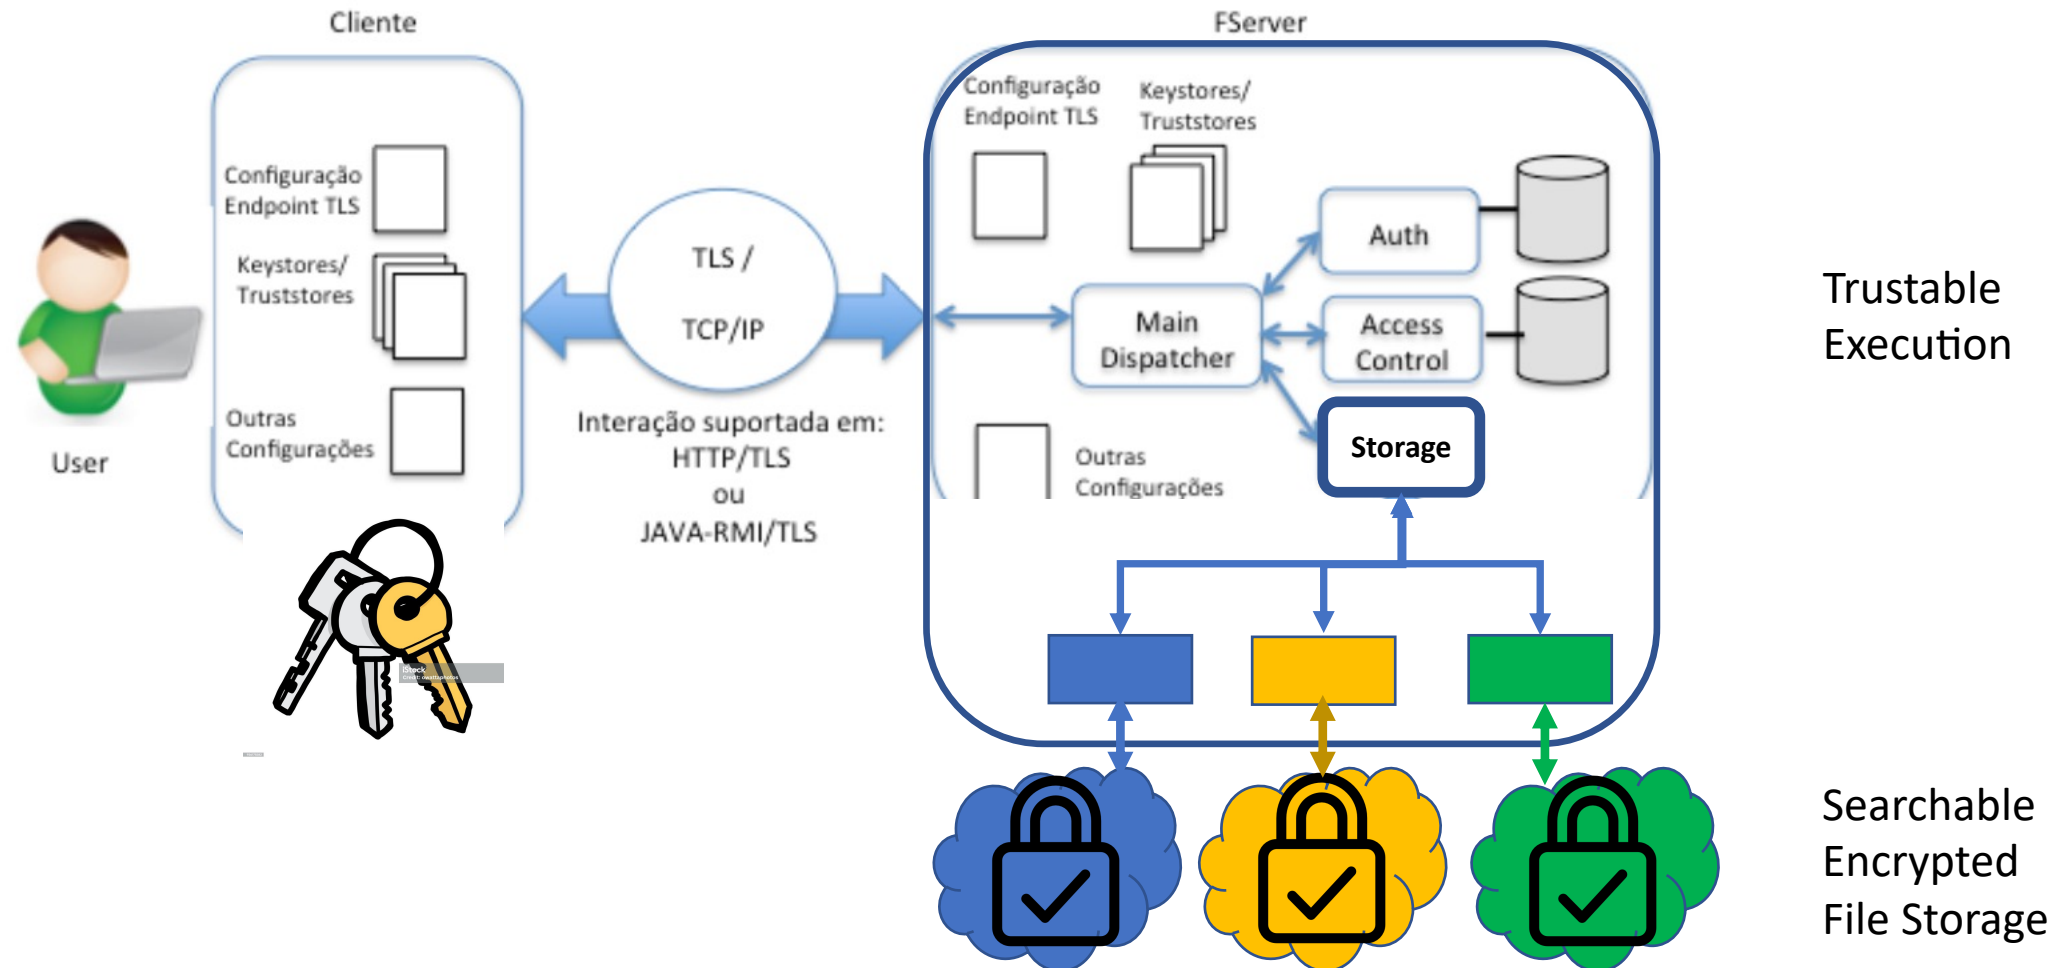 Cliente
FServer
Configuração
Endpoint TLS
Keystores/
Truststores
Outras
Configurações
User
TLS /
TCP/IP
Interação suportada em:
HTTP/TLS
ou
JAVA-RMI/TLS
Configuração
Endpoint TLS
Keystores/
Truststores
Auth
Main
Dispatcher
Access
Control
Storage
Outras
Configurações
Trustable
Execution
iStock
Searchable
Encrypted
File Storage